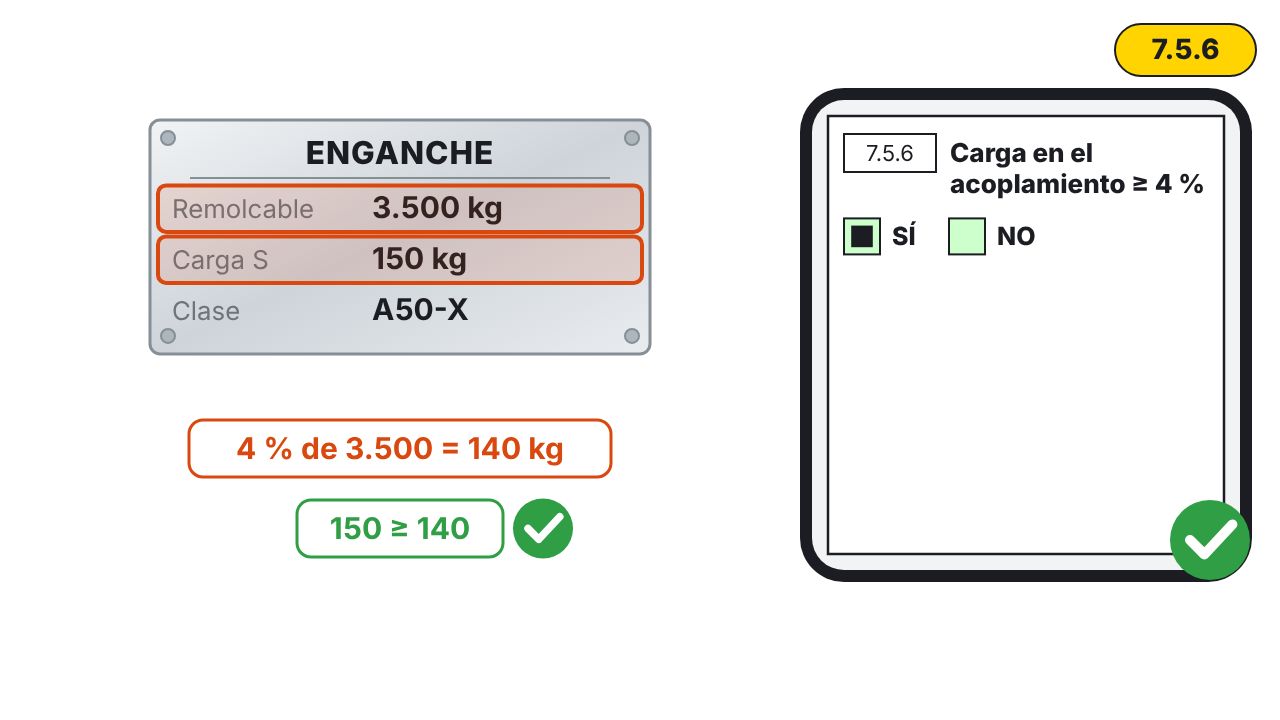 7.5.6
ENGANCHE
Remolcable 3.500 kg
Carga S 150 kg
Clase A50-X
4 % de 3.500 = 140 kg
150 ≥ 140
7.5.6 Carga en el
acoplamiento ≥ 4 %
SÍ NO